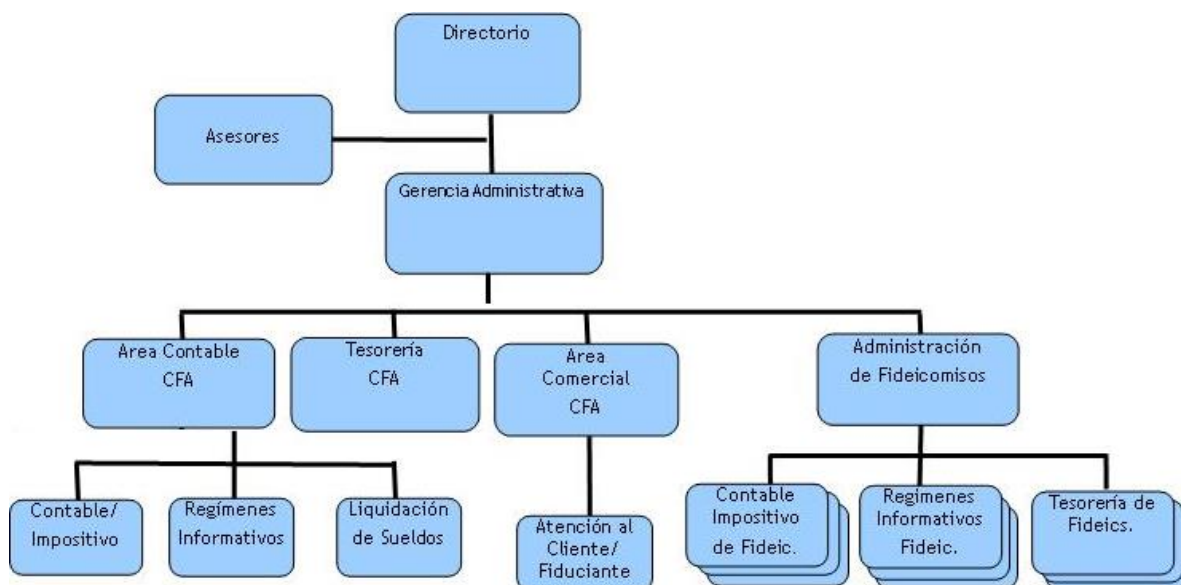 Directorio
Asesores
Gerencia Administrativa
Area Contable
CFA
Tesorería
CFA
Area
Comercial
CFA
Administración
de Fideicomisos
Contable/
Impositivo
Regímenes
Informativos
Liquidación
de Sueldos
Atención al
Cliente/
Fiduciante
Contable
Impositivo
de Fideic.
Regimenes
Informativos
Fideic.
Tesorería de
Fideics.